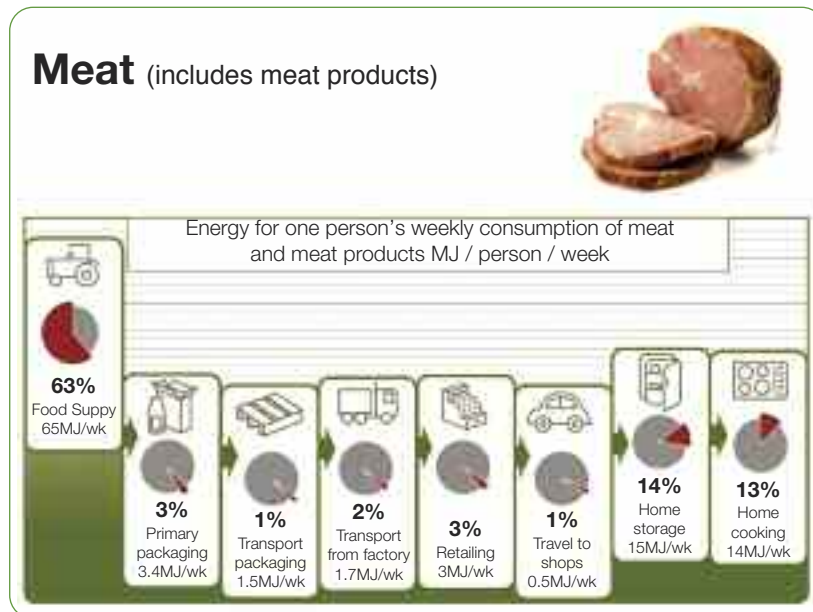 Meat (includes meat products)
Energy for one person's weekly consumption of meat
and meat products MJ / person / week
63%
Food Suppy
65MJ/wk
3%
Primary
packaging
3.4MJ/wk
1%
Transport
packaging
1.5MJ/wk
2%
Transport
from factory
1.7MJ/wk
3%
Retailing
3MJ/wk
1%
Travel to
shops
0.5MJ/wk
14%
Home
storage
15MJ/wk
13%
Home
cooking
14MJ/wk